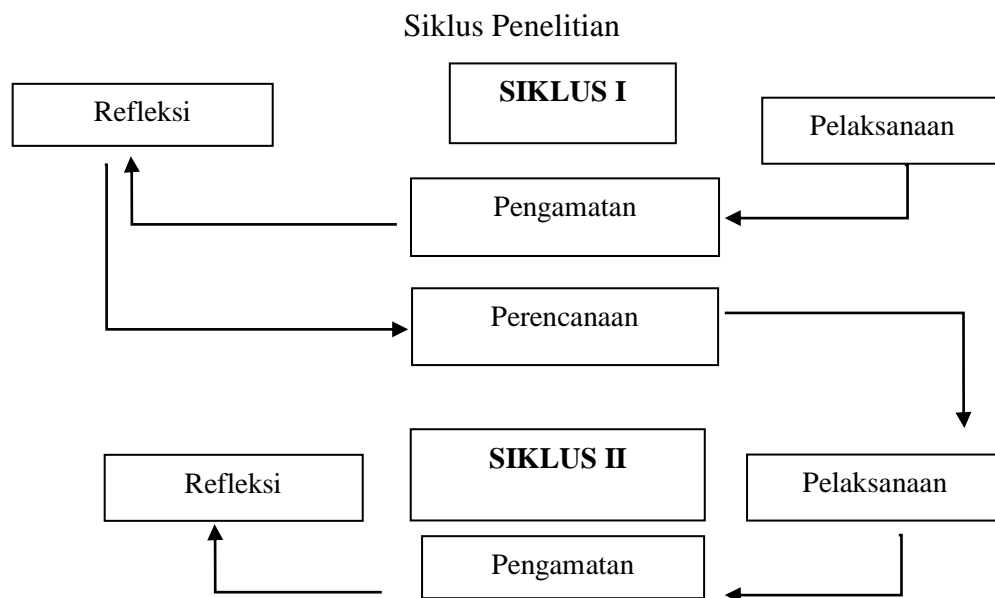 Siklus Penelitian
SIKLUS I
Refleksi
Pelaksanaan
Pengamatan
Perencanaan
SIKLUS II
Refleksi
Pelaksanaan
Pengamatan